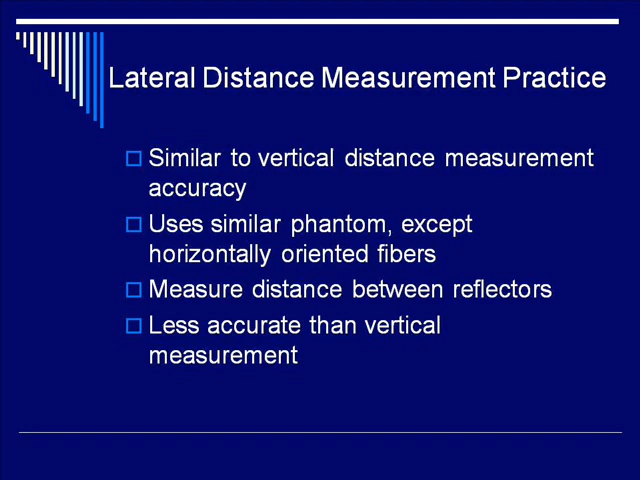 Lateral Distance Measurement Practice
Similar to vertical distance measurement
accuracy
Uses similar phantom, except
horizontally oriented fibers
Measure distance between reflectors
Less accurate than vertical
measurement